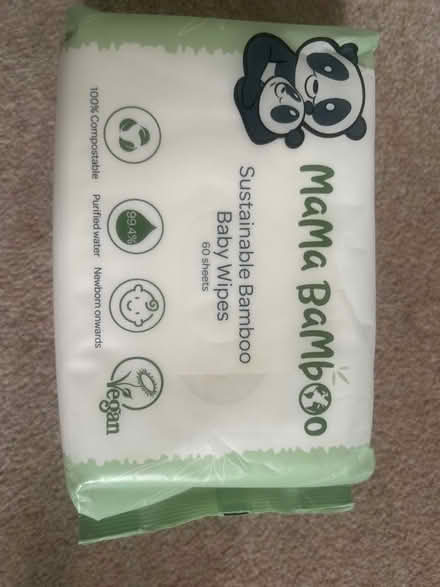 MAMA BAMBOO
Sustainable Bamboo
Baby Wipes
60 sheets
100% Compostable
99.4%
Purified water
Newborn onwards
Vegan